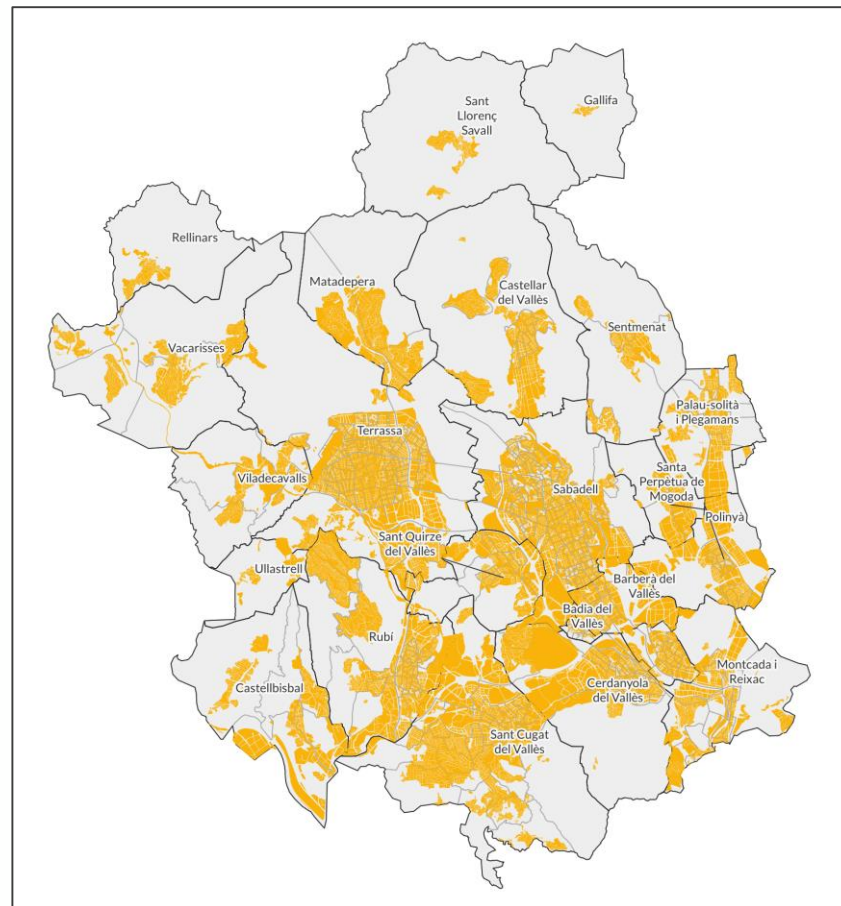 Gallifa
Sant
Llorenç
Savall
Rellinars
Matadepera
Castellar
del Vallès
Sentmenat
Vacarisses
Palau-solità
i Plegamans
Terrassa
Viladecavalls
Sabadell
Santa
Perpètua de
Mogoda
Polinyà
Sant Quirze
del Vallès
Ullastrell
Barberà del
Vallès
Badia del
Vallès
Rubí
Montcada i
Reixac
Castellbisbal
Cerdanyola
del Vallès
Sant Cugat
del Vallès